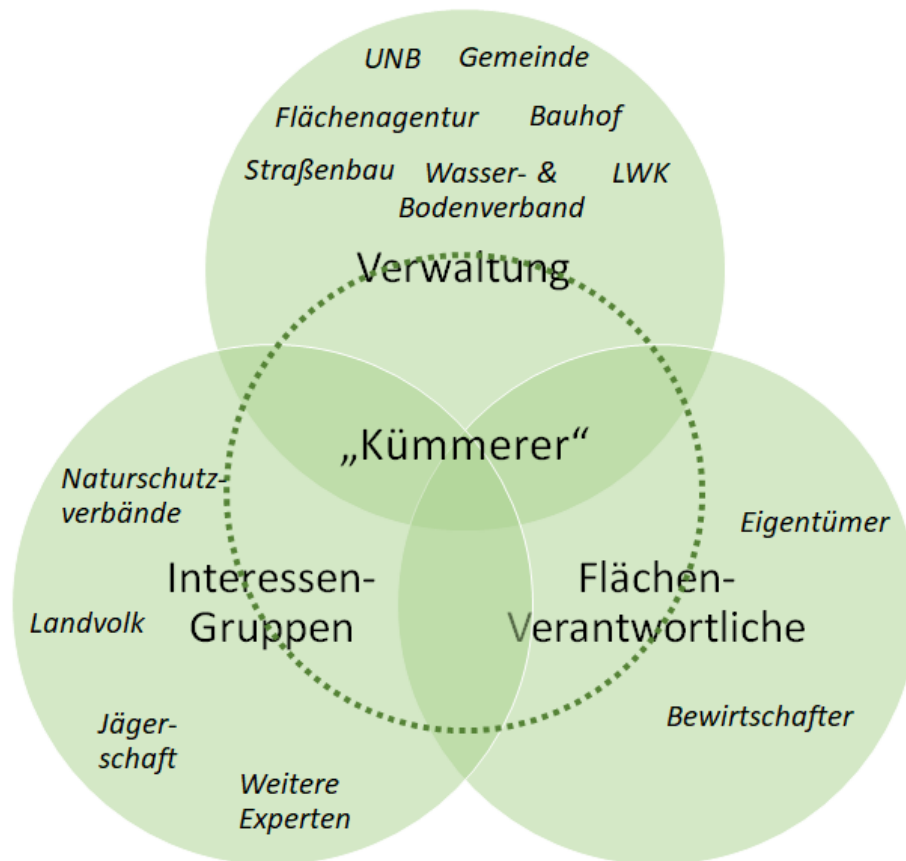 UNB Gemeinde
Flächenagentur Bauhof
Straßenbau Wasser- & LWK
Bodenverband
Verwaltung
„Kümmerer“
Naturschutz-
verbände
Eigentümer
Interessen-
Gruppen
Flächen-
Verantwortliche
Landvolk
Jäger-
schaft
Bewirtschafter
Weitere
Experten